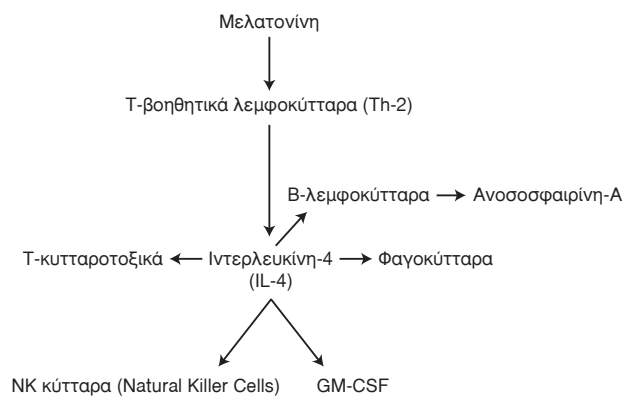 Μελατονίνη
Τ-βοηθητικά λεμφοκύτταρα (Th-2)
Β-λεμφοκύτταρα
Ανοσοσφαιρίνη-Α
Τ-κυτταροτοξικά
Ιντερλευκίνη-4
(IL-4)
Φαγοκύτταρα
NK κύτταρα (Natural Killer Cells)
GM-CSF